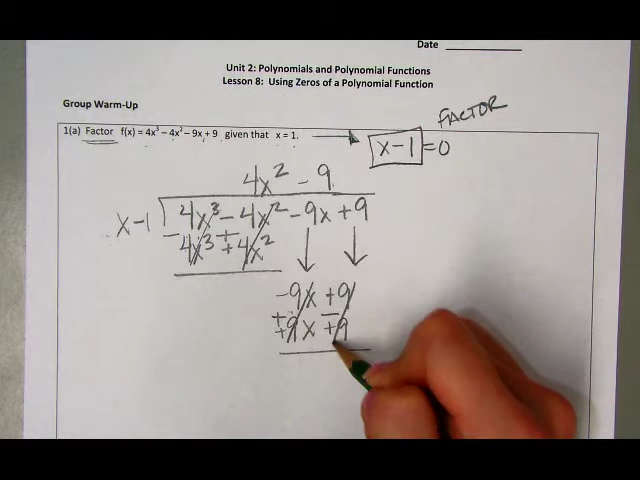 Date
Unit 2: Polynomials and Polynomial Functions
Lesson 8: Using Zeros of a Polynomial Function
Group Warm-Up
FACTOR
1(a) Factor f(x) = 4x³ – 4x² – 9x + 9 given that x = 1.
x-1 = 0
4x² - 9
x-1 4x³ - 4x² - 9x + 9
- 4x³ + + 4x²
- 9x + 9
+ + 9x - + 9